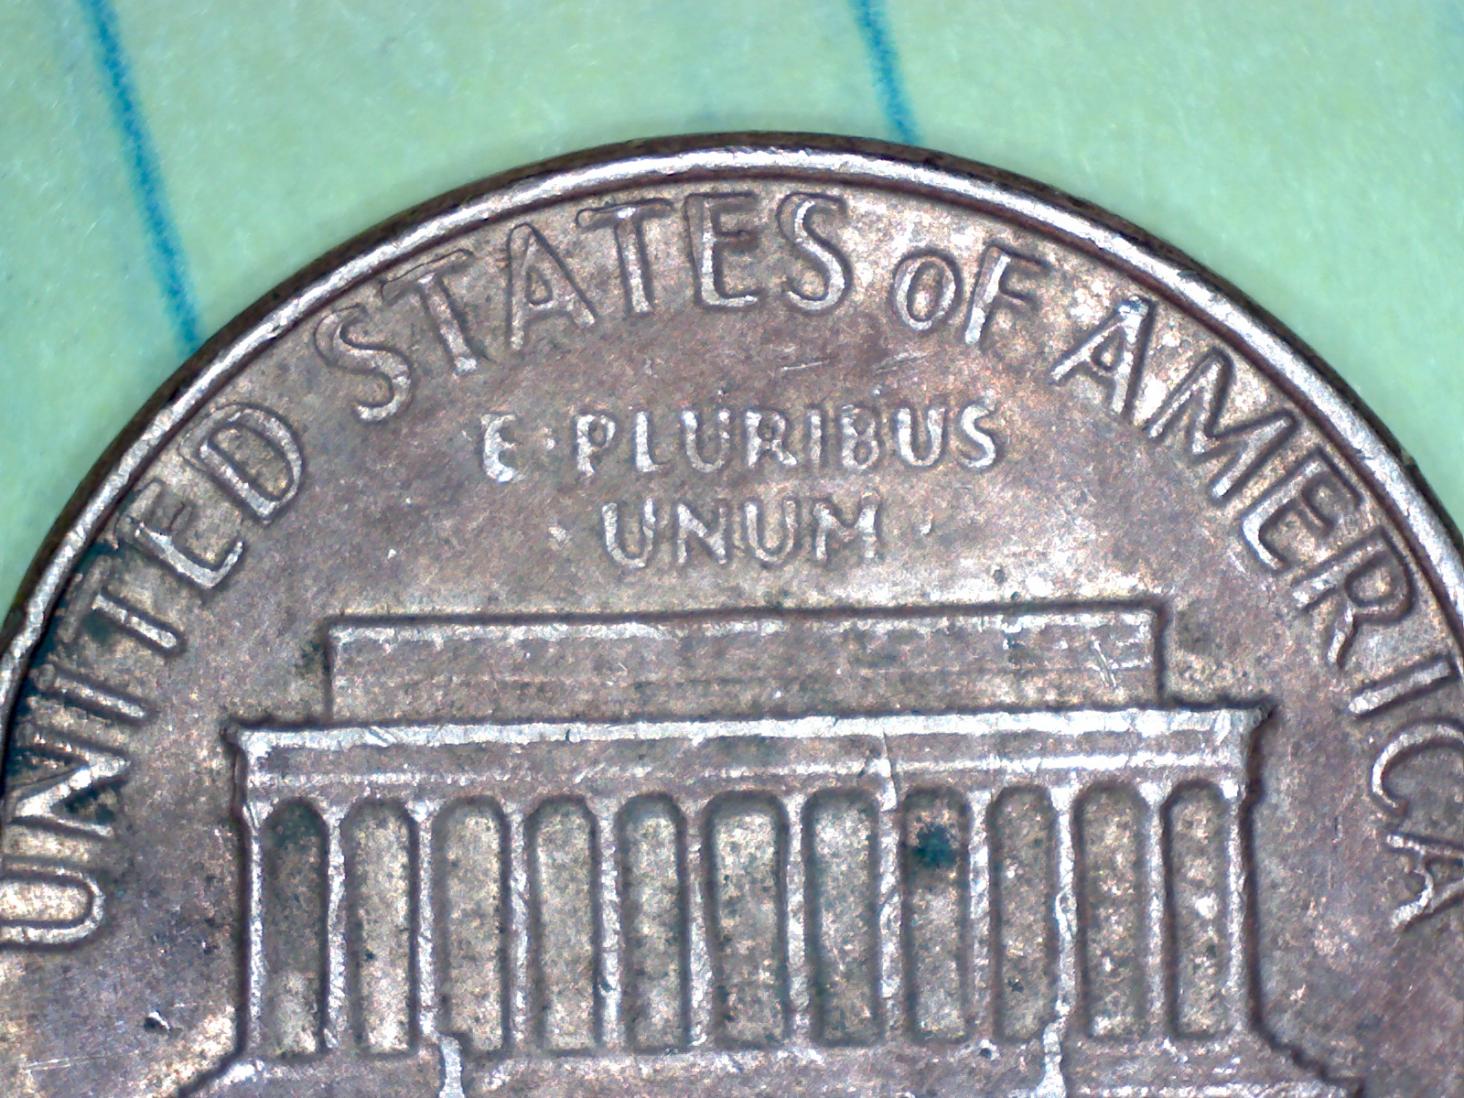 UNITED STATES OF AMERICA
E·PLURIBUS
·UNUM·